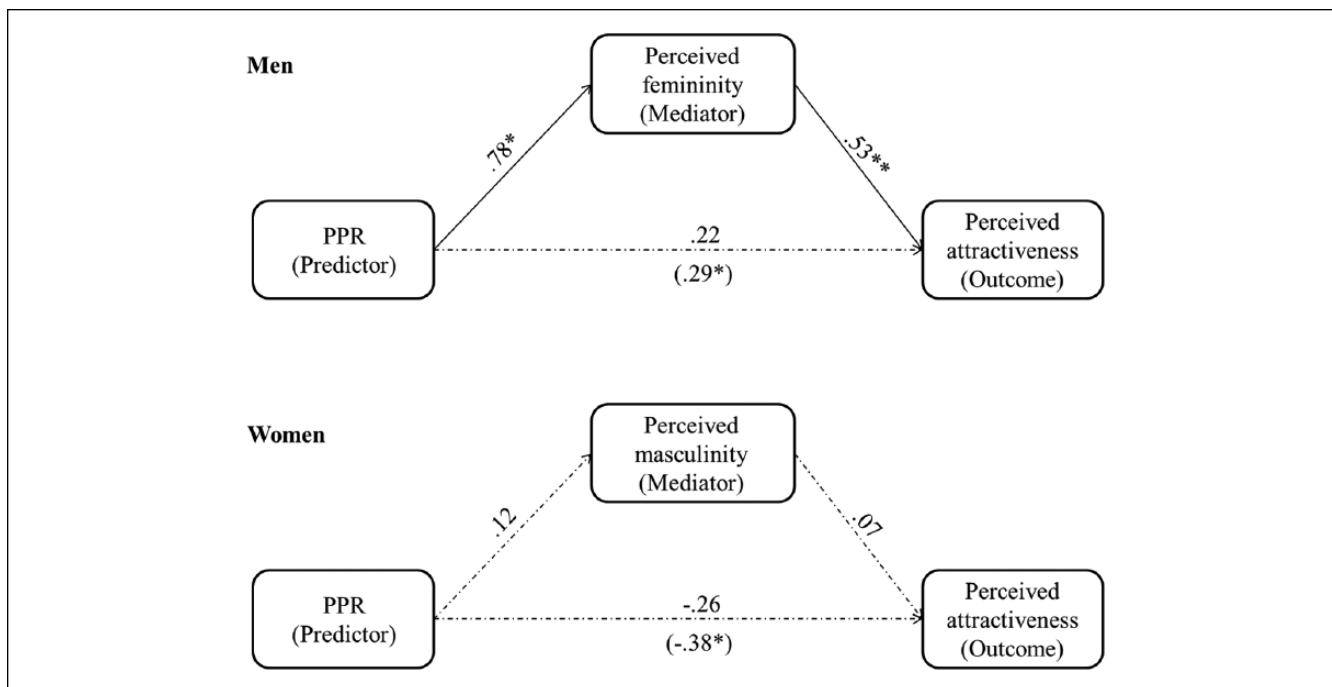 Men
Perceived
femininity
(Mediator)
.78*
.53**
PPR
(Predictor)
.22
(.29*)
Perceived
attractiveness
(Outcome)
Women
Perceived
masculinity
(Mediator)
.12
.07
PPR
(Predictor)
-.26
(-.38*)
Perceived
attractiveness
(Outcome)